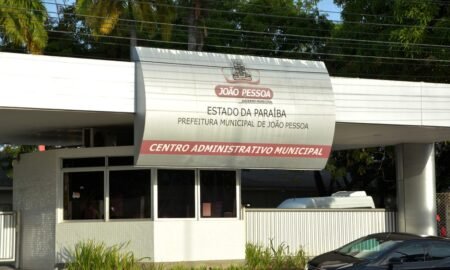 JOÃO PESSOA
ESTADO DA PARAÍBA
PREFEITURA MUNICIPAL DE JOÃO PESSOA
CENTRO ADMINISTRATIVO MUNICIPAL